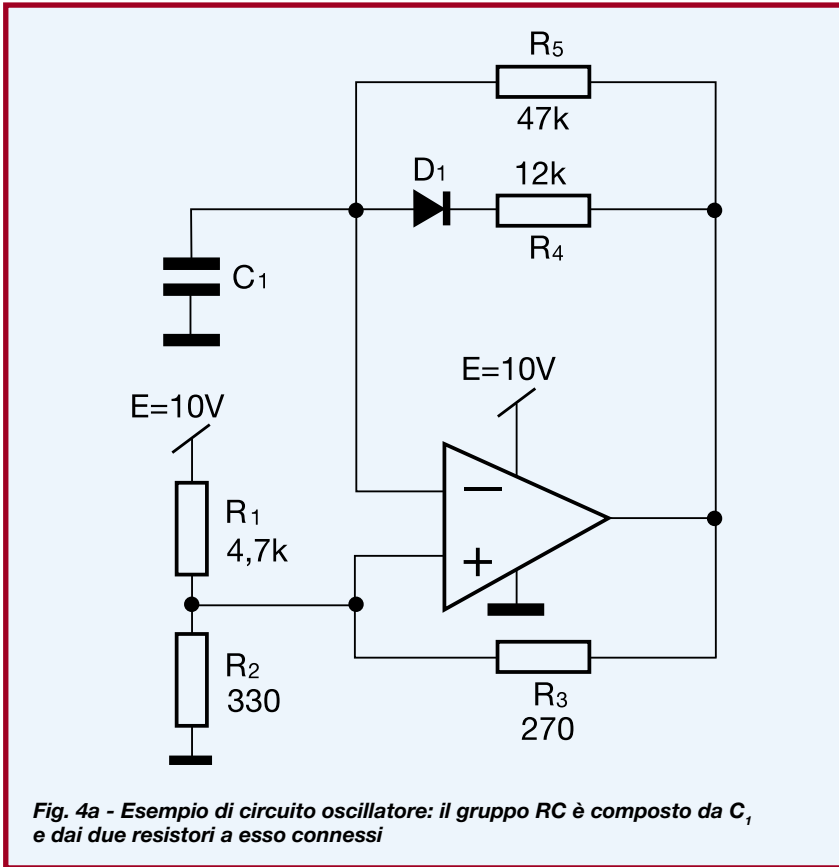 R5
47k
D1
12k
R4
C1
E=10V
E=10V
R1
4,7k
−
+
R2
330
R3
270
Fig. 4a - Esempio di circuito oscillatore: il gruppo RC è composto da C1
e dai due resistori a esso connessi